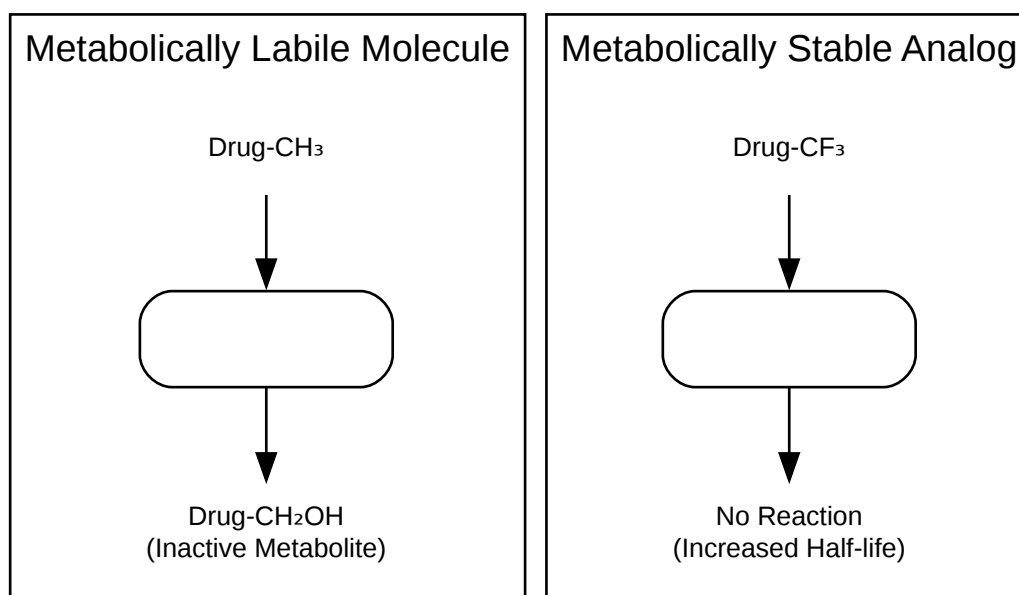 Metabolically Labile Molecule
Drug-CH₃
Drug-CH₂OH
(Inactive Metabolite)
Metabolically Stable Analog
Drug-CF₃
No Reaction
(Increased Half-life)